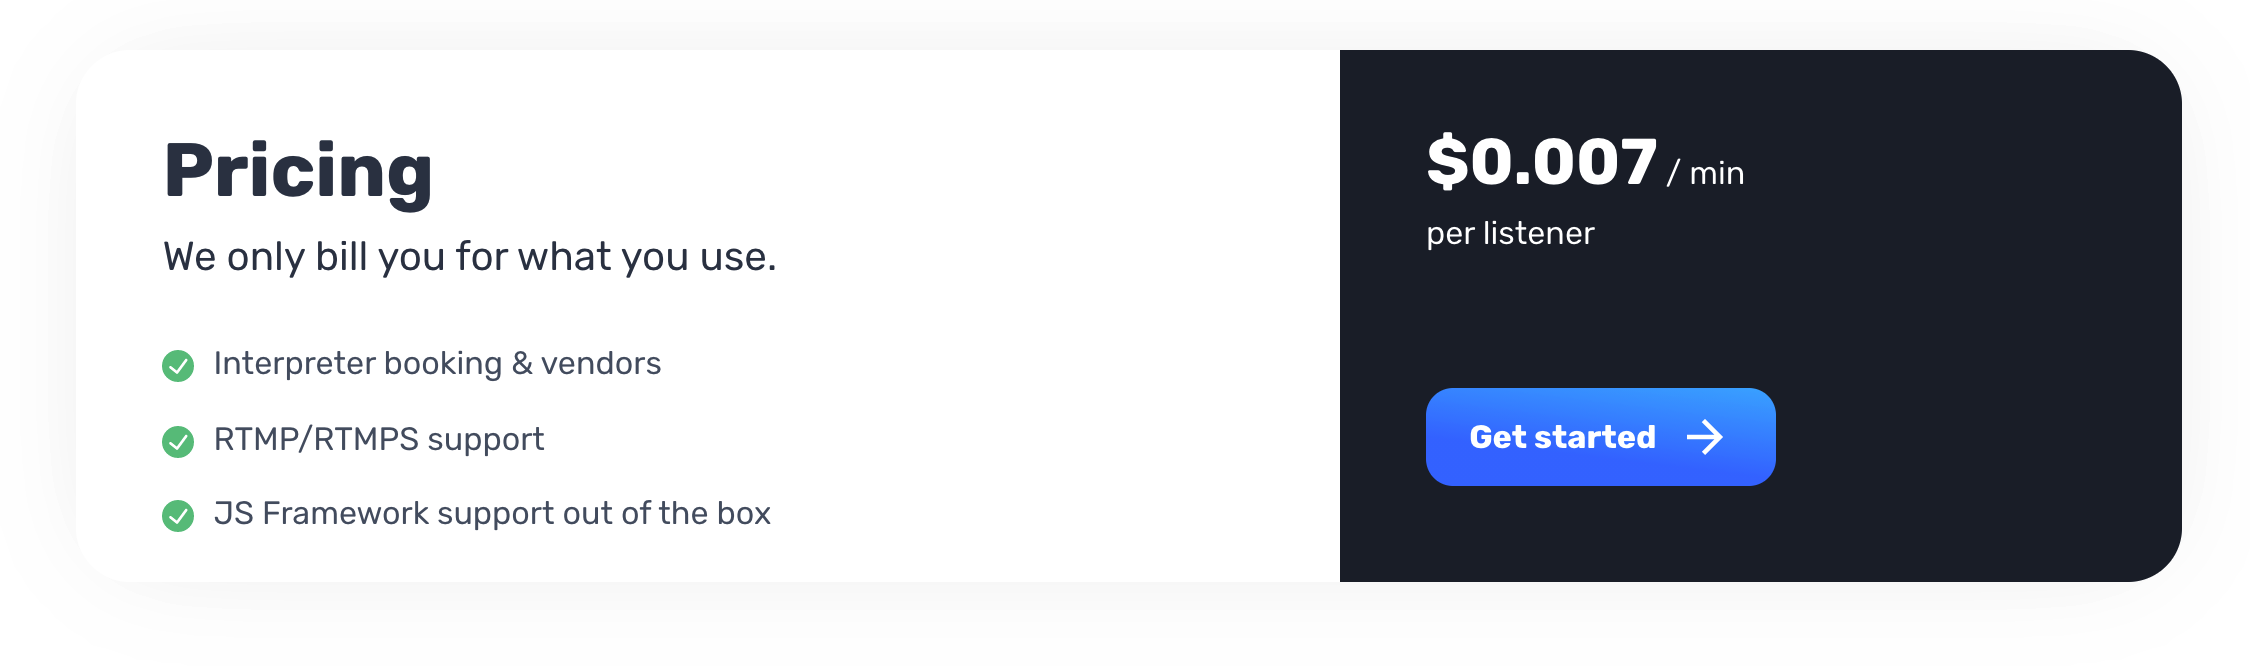 Pricing
We only bill you for what you use.
Interpreter booking & vendors
RTMP/RTMPS support
JS Framework support out of the box
$0.007 / min
per listener
Get started